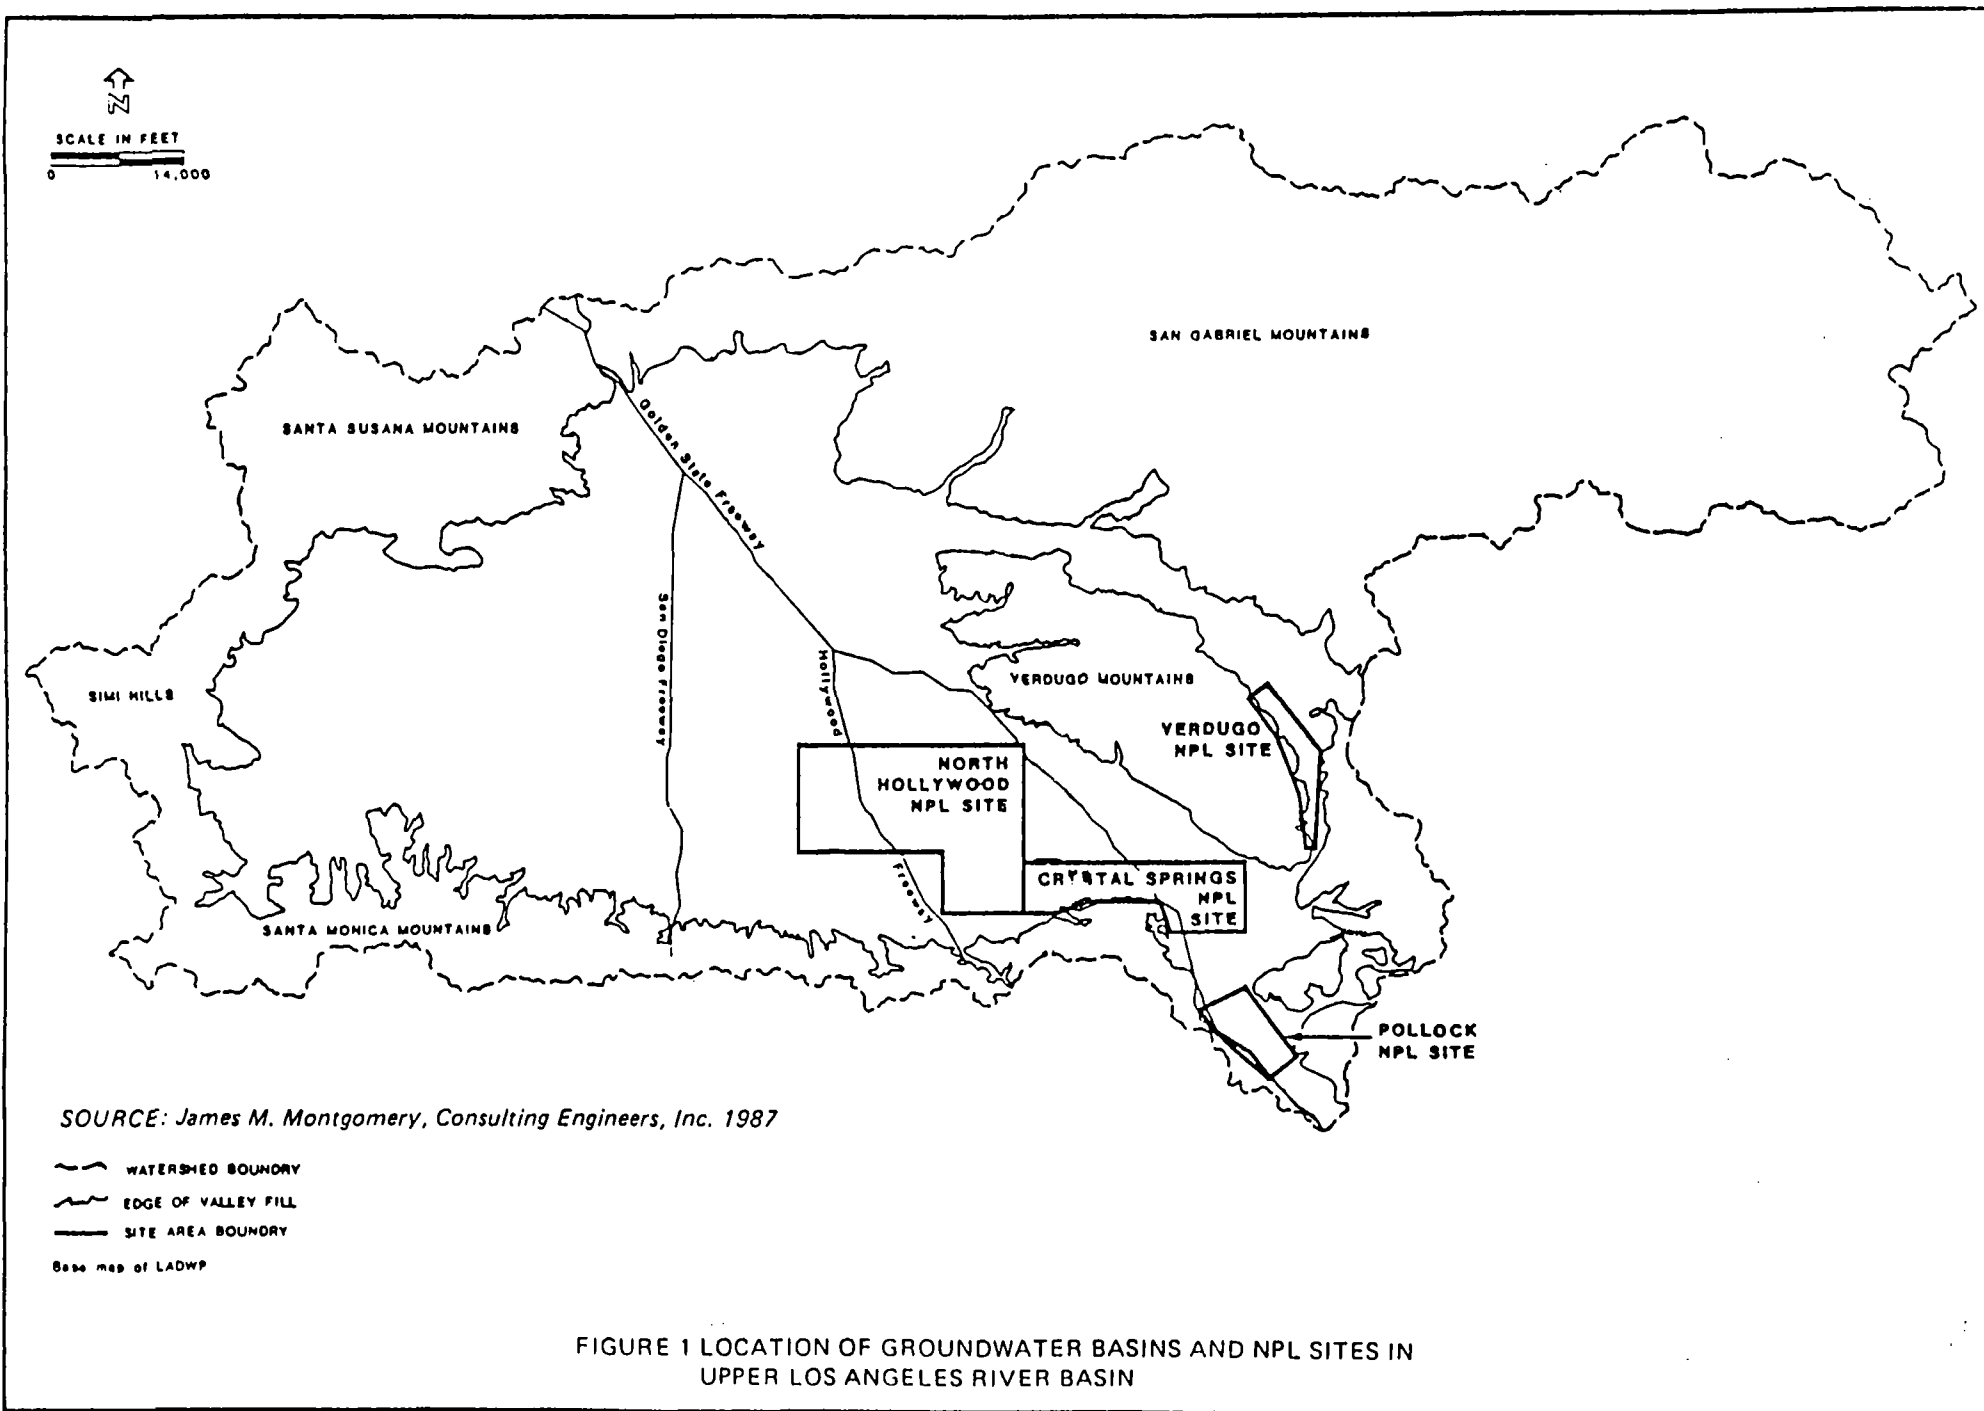 N
SCALE IN FEET
0 14,000
SAN GABRIEL MOUNTAINS
SANTA SUSANA MOUNTAINS
Golden State Freeway
San Diego Freeway
Hollywood
Freeway
SIMI HILLS
VERDUGO MOUNTAINS
VERDUGO
NPL SITE
NORTH
HOLLYWOOD
NPL SITE
CRYSTAL SPRINGS
NPL
SITE
SANTA MONICA MOUNTAINS
POLLOCK
NPL SITE
SOURCE: James M. Montgomery, Consulting Engineers, Inc. 1987
WATERSHED BOUNDRY
EDGE OF VALLEY FILL
SITE AREA BOUNDRY
Base map of LADWP
FIGURE 1 LOCATION OF GROUNDWATER BASINS AND NPL SITES IN
UPPER LOS ANGELES RIVER BASIN